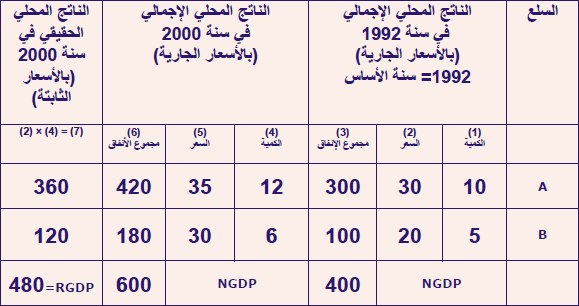 السلع
الناتج المحلي الإجمالي
في سنة 1992
(بالأسعار الجارية)
1992= سنة الأساس
الناتج المحلي الإجمالي
في سنة 2000
(بالأسعار الجارية)
الناتج المحلي
الحقيقي في
سنة 2000
(بالأسعار
الثابتة)
(1)
الكمية
(2)
السعر
(3)
مجموع الإنفاق
(4)
الكمية
(5)
السعر
(6)
مجموع الأنفاق
(7) = (4) × (2)
A 10 30 300 12 35 420 360
B 5 20 100 6 30 180 120
NGDP 400 NGDP 600 480=RGDP